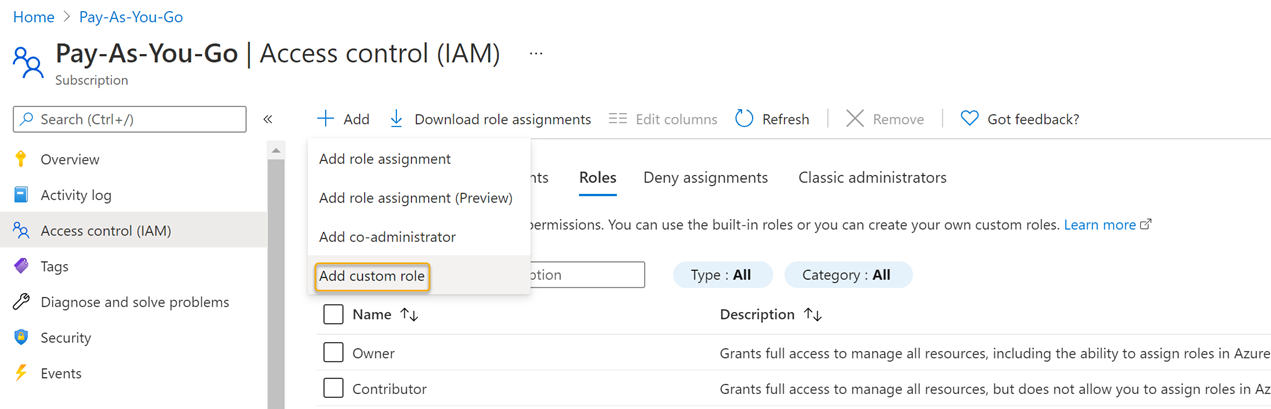 Home > Pay-As-You-Go
Pay-As-You-Go | Access control (IAM) ...
Subscription
Search (Ctrl+/) «
Overview
Activity log
Access control (IAM)
Tags
Diagnose and solve problems
Security
Events
+ Add Download role assignments Edit columns Refresh Remove Got feedback?
Add role assignment
Add role assignment (Preview)
Add co-administrator
Add custom role
nts Roles Deny assignments Classic administrators
permissions. You can use the built-in roles or you can create your own custom roles. Learn more
ption Type : All Category : All
Name ↑↓ Description ↑↓
Owner Grants full access to manage all resources, including the ability to assign roles in Azure
Contributor Grants full access to manage all resources, but does not allow you to assign roles in Az